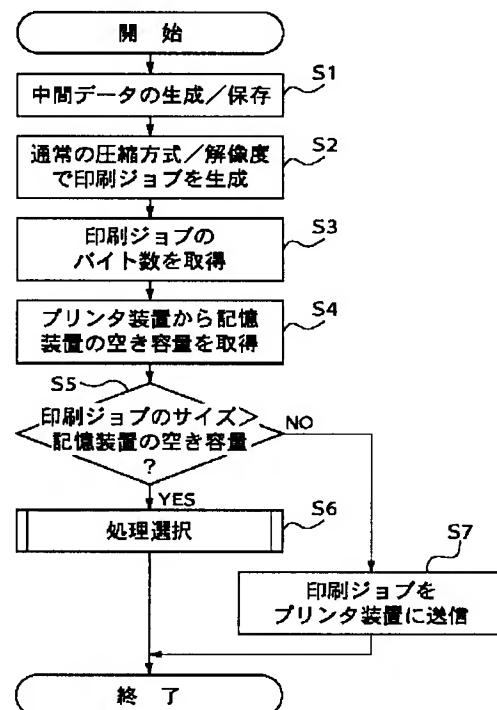 開 始
S1
中間データの生成／保存
S2
通常の圧縮方式／解像度
で印刷ジョブを生成
S3
印刷ジョブの
バイト数を取得
S4
プリンタ装置から記憶
装置の空き容量を取得
S5
印刷ジョブのサイズ＞
記憶装置の空き容量
？
NO
YES
S6
処理選択
S7
印刷ジョブを
プリンタ装置に送信
終 了